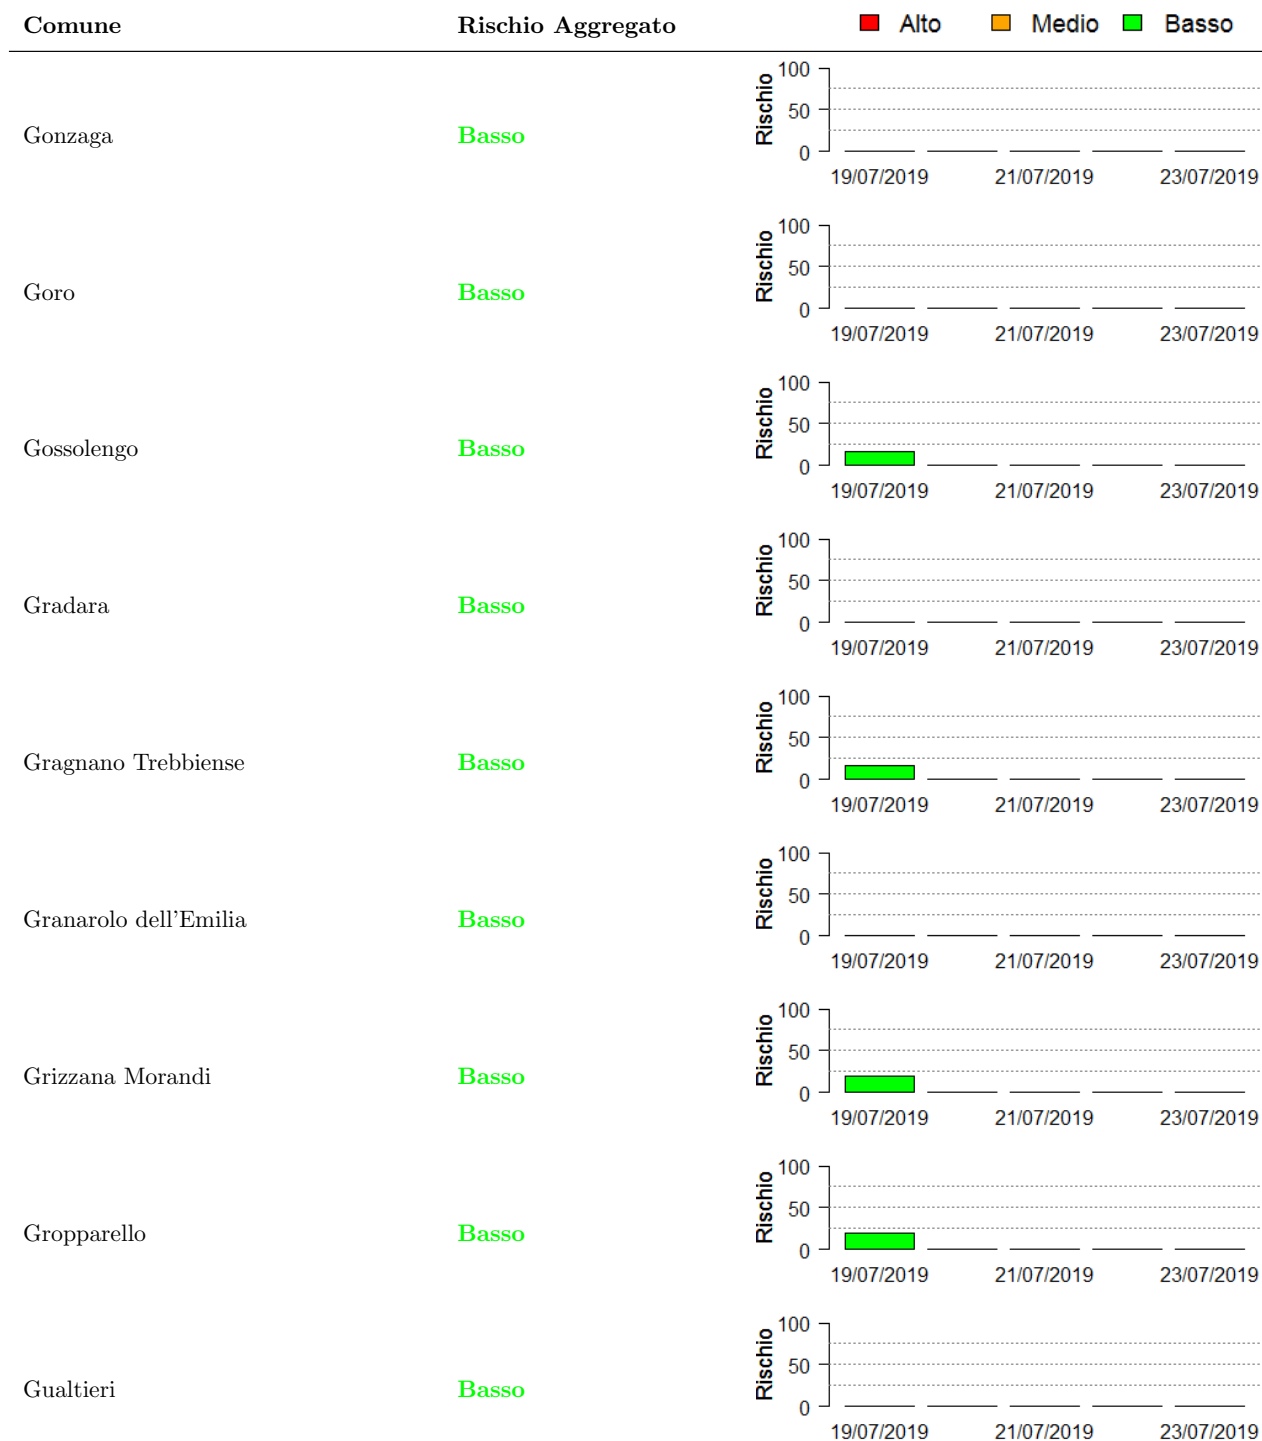 Comune Rischio Aggregato Alto Medio Basso
100
50
0
Rischio
Gonzaga Basso
19/07/2019 21/07/2019 23/07/2019
100
50
0
Rischio
Goro Basso
19/07/2019 21/07/2019 23/07/2019
100
50
0
Rischio
Gossolengo Basso
19/07/2019 21/07/2019 23/07/2019
100
50
0
Rischio
Gradara Basso
19/07/2019 21/07/2019 23/07/2019
100
50
0
Rischio
Gragnano Trebbiense Basso
19/07/2019 21/07/2019 23/07/2019
100
50
0
Rischio
Granarolo dell'Emilia Basso
19/07/2019 21/07/2019 23/07/2019
100
50
0
Rischio
Grizzana Morandi Basso
19/07/2019 21/07/2019 23/07/2019
100
50
0
Rischio
Gropparello Basso
19/07/2019 21/07/2019 23/07/2019
100
50
0
Rischio
Gualtieri Basso
19/07/2019 21/07/2019 23/07/2019